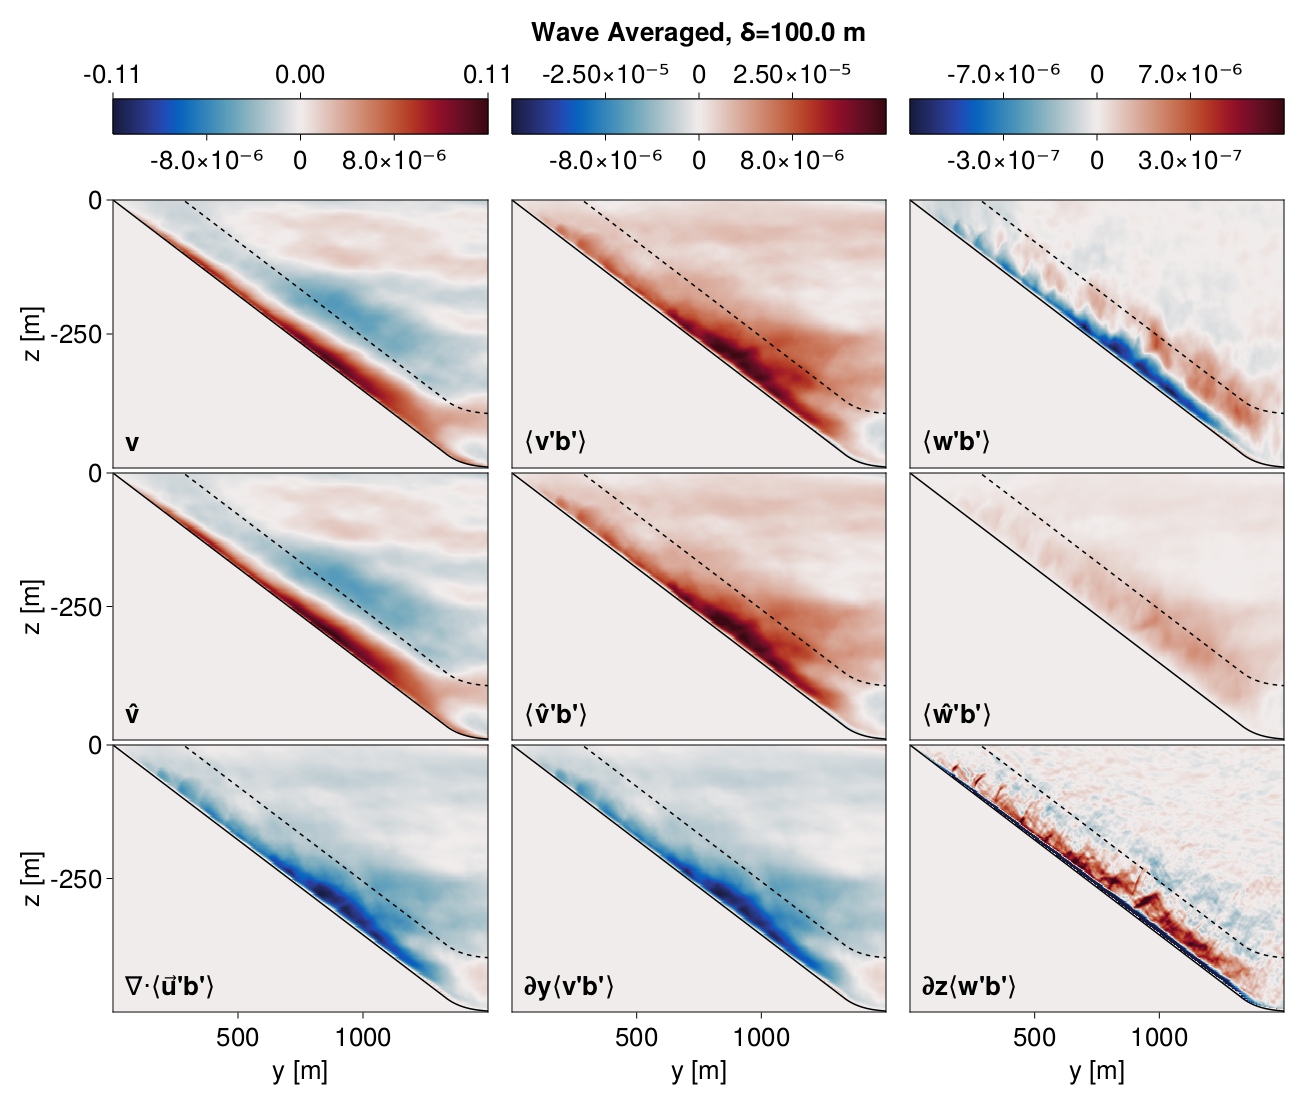 Wave Averaged, δ=100.0 m
-0.11 0.00 0.11 -2.50×10⁻⁵ 0 2.50×10⁻⁵ -7.0×10⁻⁶ 0 7.0×10⁻⁶
-8.0×10⁻⁶ 0 8.0×10⁻⁶ -8.0×10⁻⁶ 0 8.0×10⁻⁶ -3.0×10⁻⁷ 0 3.0×10⁻⁷
0
z [m]
-250
v ⟨v'b'⟩ ⟨w'b'⟩
0
z [m]
-250
v̂ ⟨v̂'b'⟩ ⟨ŵ'b'⟩
0
z [m]
-250
∇·⟨u⃗'b'⟩ ∂y⟨v'b'⟩ ∂z⟨w'b'⟩
500 1000 500 1000 500 1000
y [m] y [m] y [m]